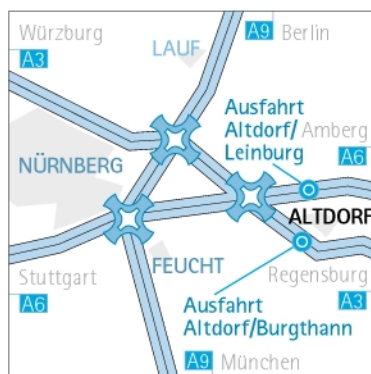 Würzburg
A3
LAUF
A9 Berlin
Ausfahrt
Altdorf/ Amberg
Leinburg
A6
NÜRNBERG
ALTDORF
Stuttgart
A6
FEUCHT
Regensburg
A3
Ausfahrt
Altdorf/Burgthann
A9 München